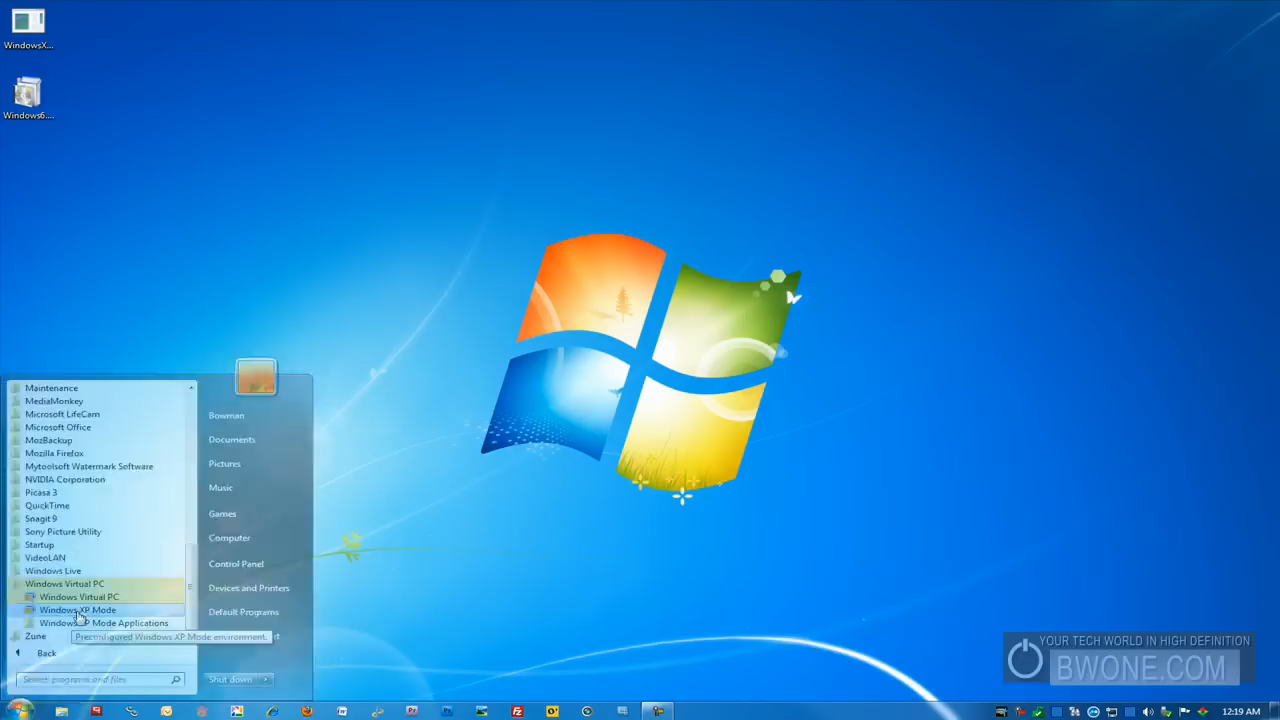 WindowsX...
Windows6....
Maintenance
MediaMonkey
Microsoft LifeCam
Microsoft Office
MozBackup
Mozilla Firefox
Mytoolsoft Watermark Software
NVIDIA Corporation
Picasa 3
QuickTime
Snagit 9
Sony Picture Utility
Startup
VideoLAN
Windows Live
Windows Virtual PC
Windows Virtual PC
Windows XP Mode
Mode Applications
Zune
Preconfigured Windows XP Mode environment.
Back
Search programs and files
Bowman
Documents
Pictures
Music
Games
Computer
Control Panel
Devices and Printers
Default Programs
Shut down
YOUR TECH WORLD IN HIGH DEFINITION
BWONE.COM
12:19 AM